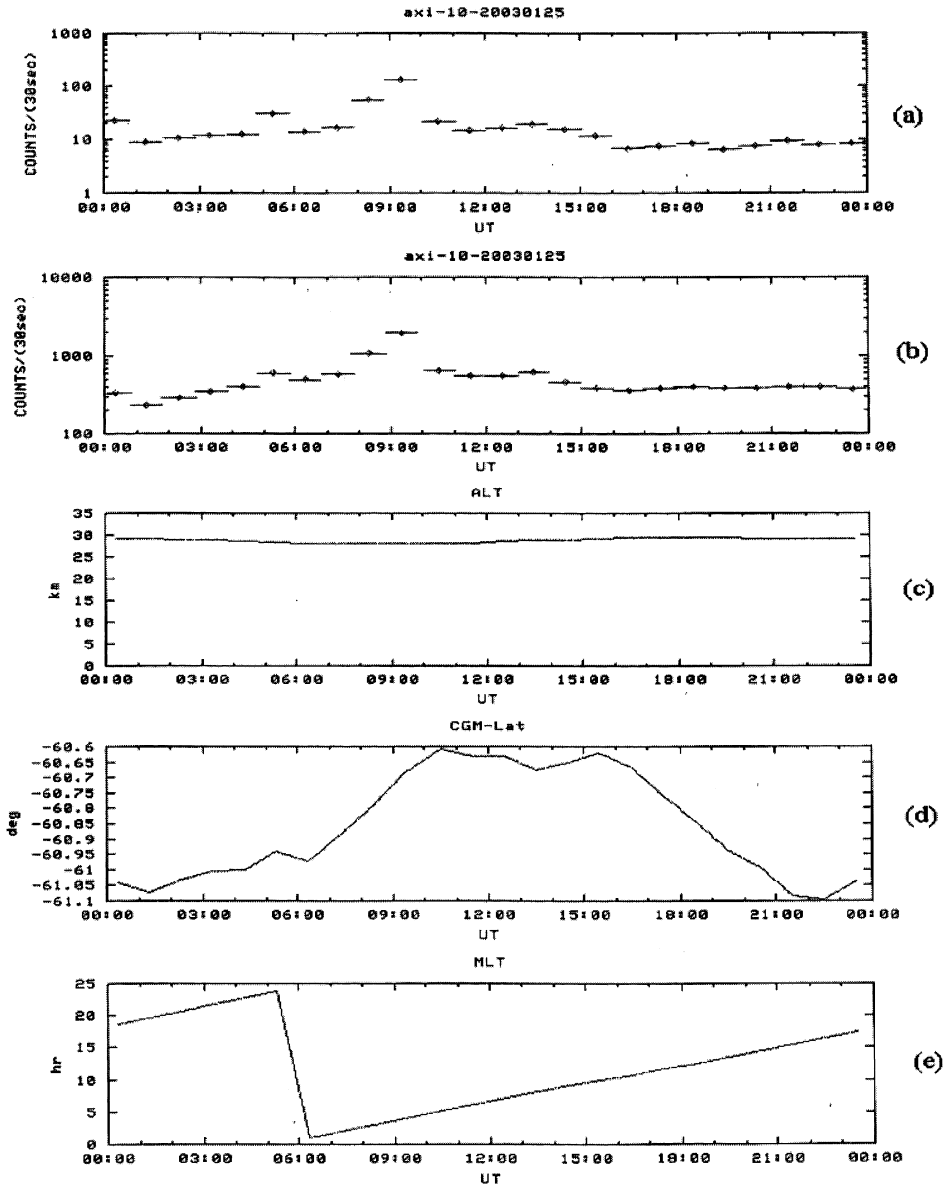 axi-10-20030125
1000
100
10
1
COUNTS/(30sec)
00:00 03:00 06:00 09:00 12:00 15:00 18:00 21:00 00:00
UT
(a)
axi-10-20030125
10000
1000
100
COUNTS/(30sec)
00:00 03:00 06:00 09:00 12:00 15:00 18:00 21:00 00:00
UT
(b)
ALT
35
30
25
20
15
10
5
0
km
00:00 03:00 06:00 09:00 12:00 15:00 18:00 21:00 00:00
UT
(c)
CGM-Lat
-60.6
-60.65
-60.7
-60.75
-60.8
-60.85
-60.9
-60.95
-61
-61.05
-61.1
deg
00:00 03:00 06:00 09:00 12:00 15:00 18:00 21:00 00:00
UT
(d)
MLT
25
20
15
10
5
0
hr
00:00 03:00 06:00 09:00 12:00 15:00 18:00 21:00 00:00
UT
(e)